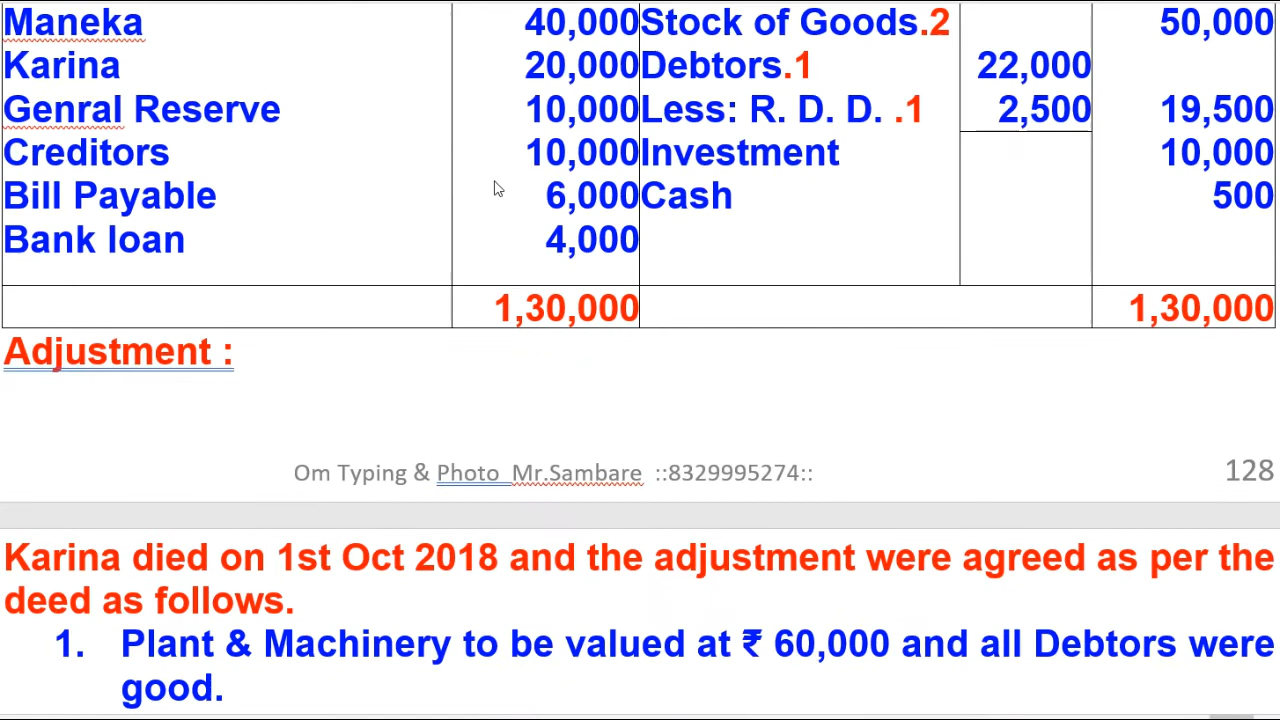 Maneka 40,000 Stock of Goods.2 50,000
Karina 20,000 Debtors.1 22,000
Genral Reserve 10,000 Less: R. D. D. .1 2,500 19,500
Creditors 10,000 Investment 10,000
Bill Payable 6,000 Cash 500
Bank loan 4,000
1,30,000 1,30,000
Adjustment :
Om Typing & Photo Mr.Sambare ::8329995274:: 128
Karina died on 1st Oct 2018 and the adjustment were agreed as per the
deed as follows.
1. Plant & Machinery to be valued at ₹ 60,000 and all Debtors were
good.